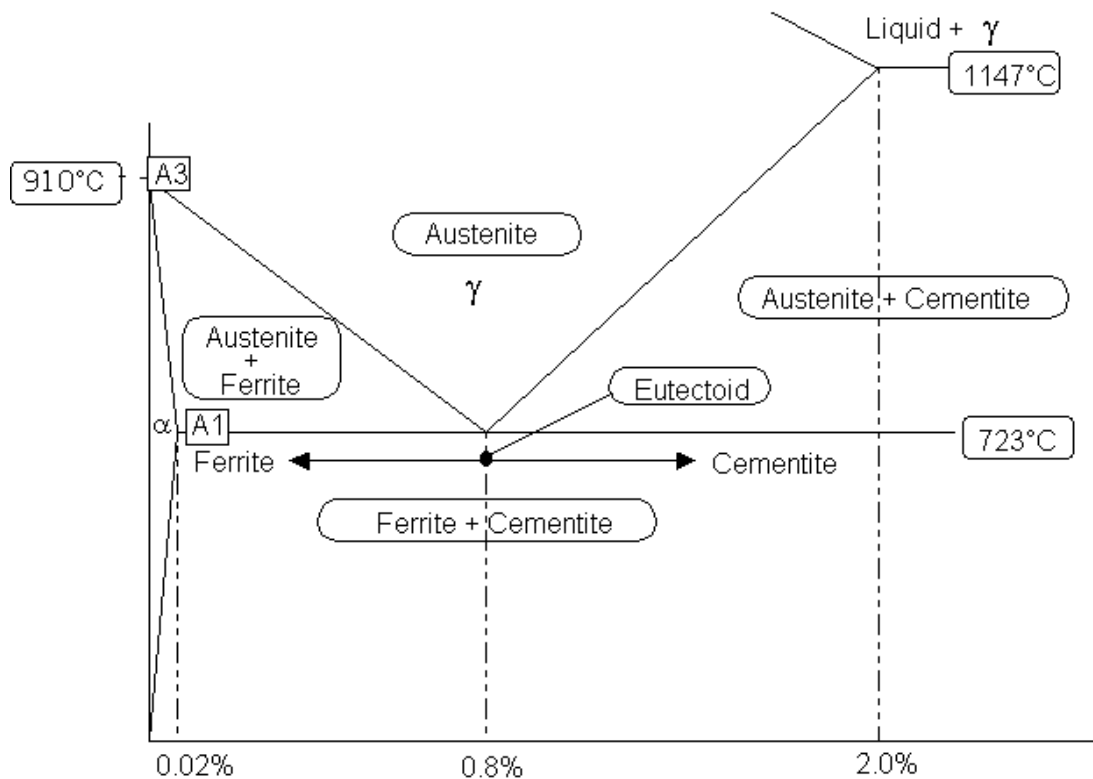 Liquid + γ
1147°C
910°C
A3
Austenite
γ
Austenite + Cementite
Austenite
+
Ferrite
Eutectoid
α
A1
723°C
Ferrite
Cementite
Ferrite + Cementite
0.02%
0.8%
2.0%